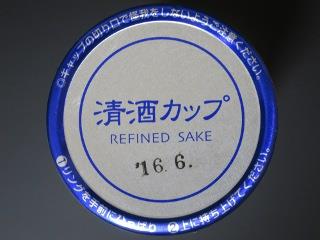 ◎キャップの切り口で怪我をしないようご注意ください。
清酒カップ
REFINED SAKE
'16.6.
①リングを手前にひっぱり ②上に持ち上げてください。